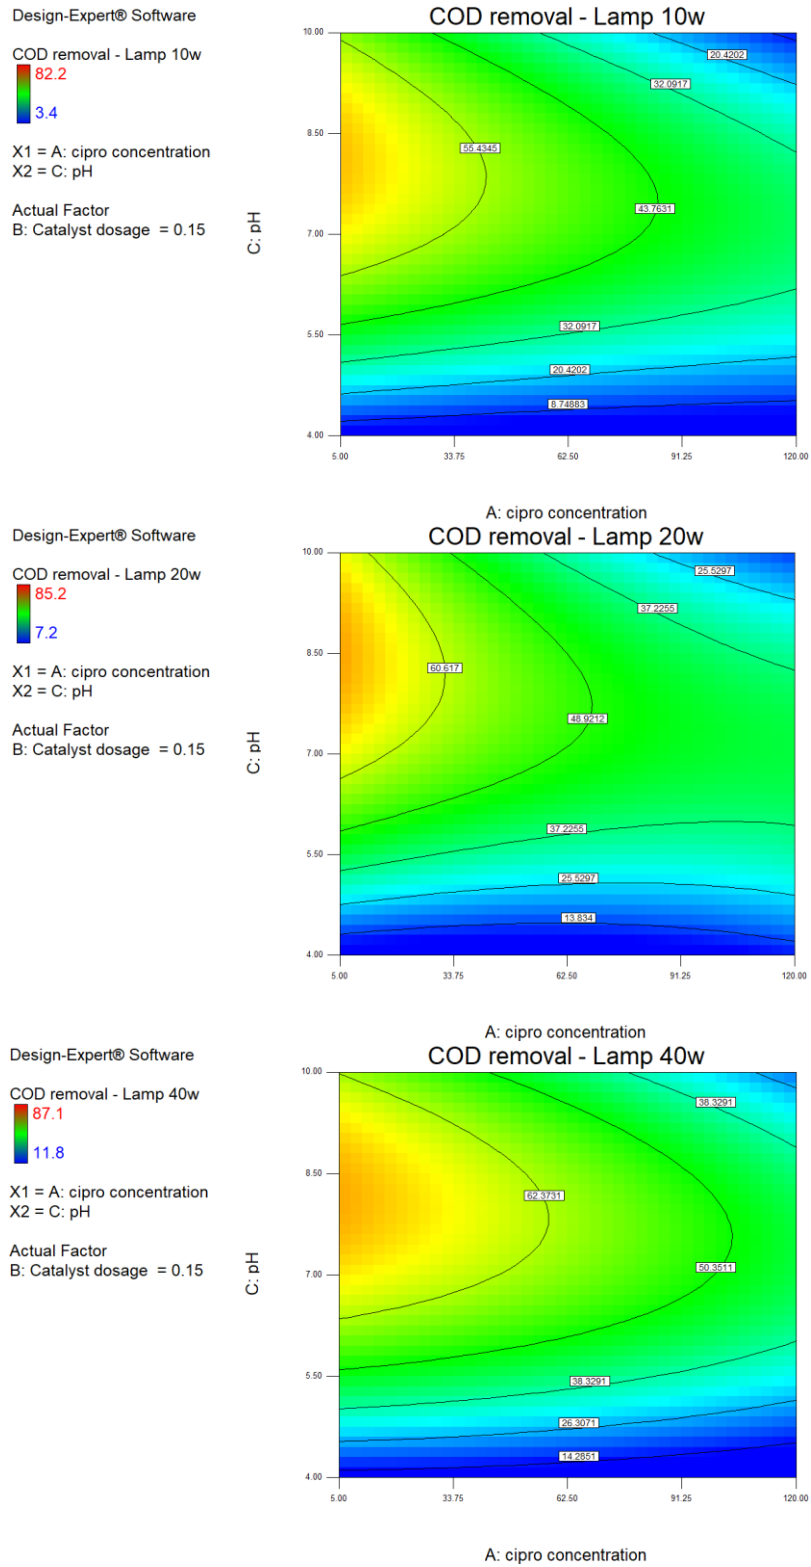 Design-Expert® Software
COD removal - Lamp 10w
82.2
3.4
X1 = A: cipro concentration
X2 = C: pH
Actual Factor
B: Catalyst dosage = 0.15
COD removal - Lamp 10w
10.00
8.50
7.00
5.50
4.00
C: pH
20.4202
32.0917
55.4345
43.7631
32.0917
20.4202
8.74883
5.00
33.75
62.50
91.25
120.00
A: cipro concentration
Design-Expert® Software
COD removal - Lamp 20w
85.2
7.2
X1 = A: cipro concentration
X2 = C: pH
Actual Factor
B: Catalyst dosage = 0.15
COD removal - Lamp 20w
10.00
8.50
7.00
5.50
4.00
C: pH
25.5297
37.2255
60.617
48.9212
37.2255
25.5297
13.834
5.00
33.75
62.50
91.25
120.00
A: cipro concentration
Design-Expert® Software
COD removal - Lamp 40w
87.1
11.8
X1 = A: cipro concentration
X2 = C: pH
Actual Factor
B: Catalyst dosage = 0.15
COD removal - Lamp 40w
10.00
8.50
7.00
5.50
4.00
C: pH
38.3291
62.3731
50.3511
38.3291
26.3071
14.2851
5.00
33.75
62.50
91.25
120.00
A: cipro concentration